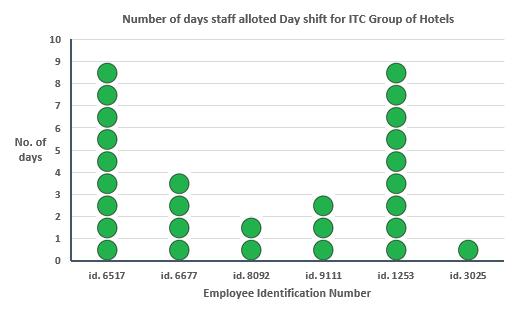 Number of days staff alloted Day shift for ITC Group of Hotels
10
9
8
7
6
5
4
3
2
1
0
No. of
days
id. 6517 id. 6677 id. 8092 id. 9111 id. 1253 id. 3025
Employee Identification Number